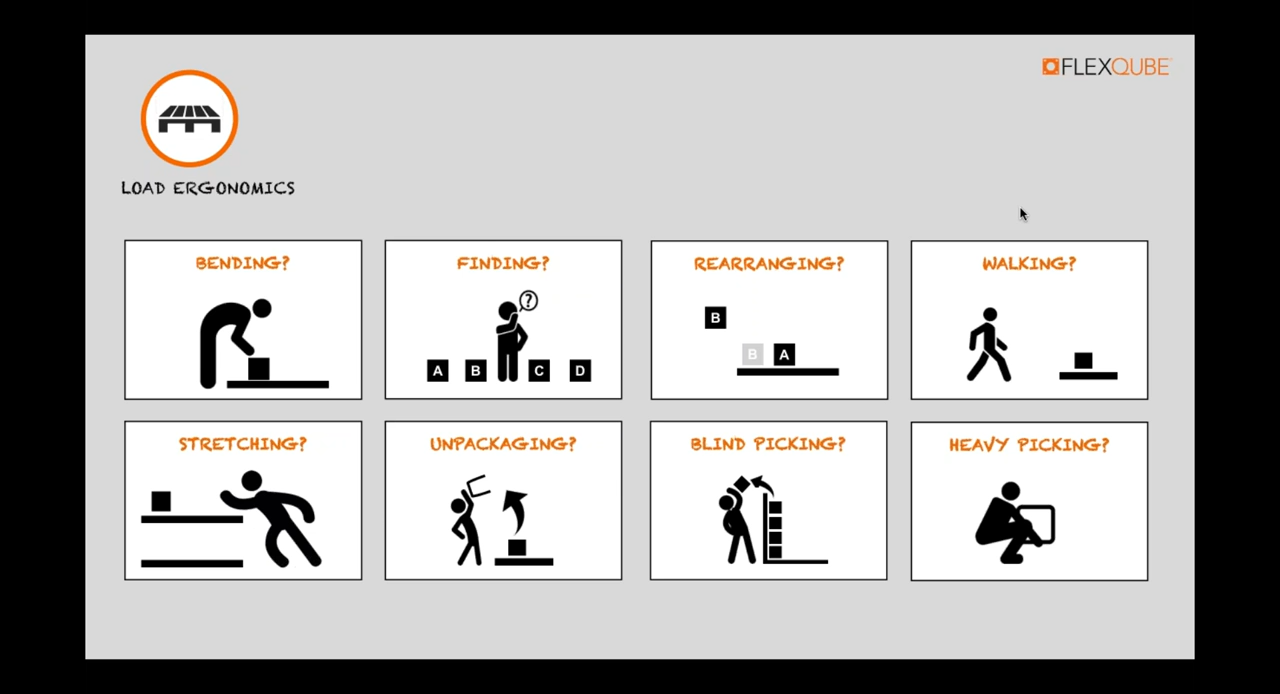 FLEXQUBE
LOAD ERGONOMICS
BENDING?
FINDING?
REARRANGING?
WALKING?
?
B
A B C D
B A
STRETCHING?
UNPACKAGING?
BLIND PICKING?
HEAVY PICKING?